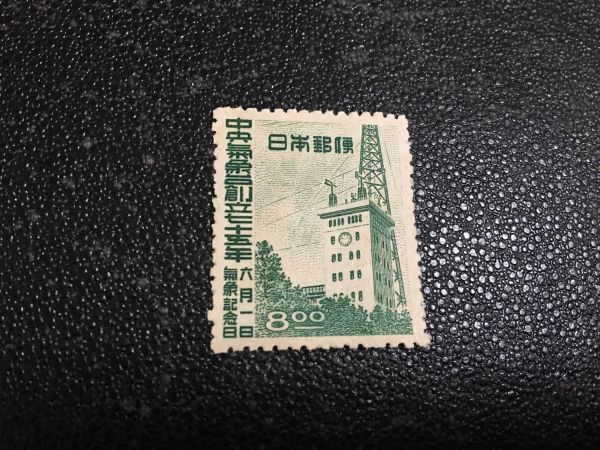 日本郵便
中央氣象台創立七十五年
六月一日
氣象記念日
8.00